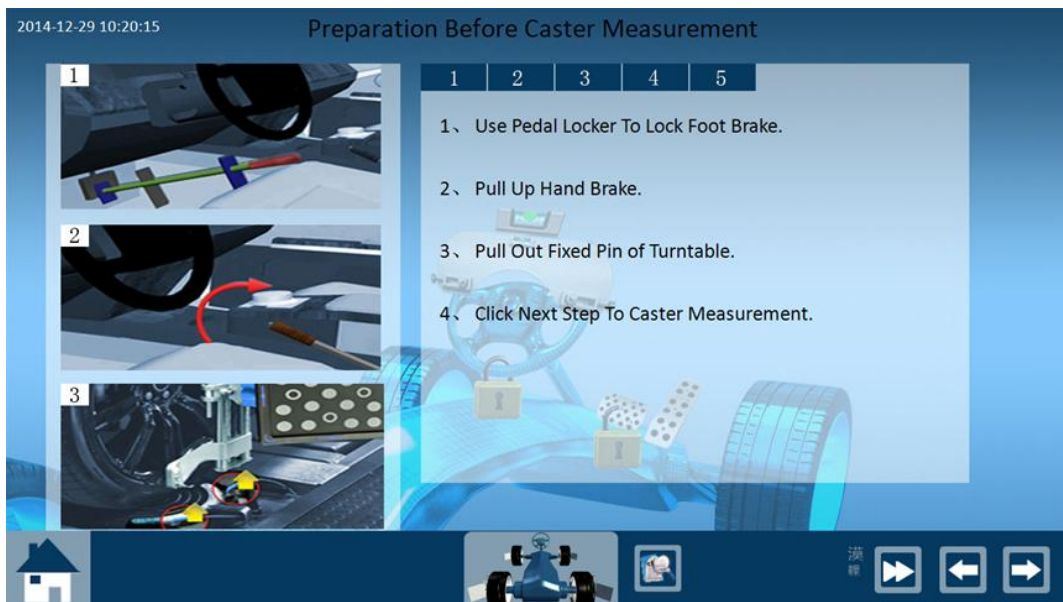 2014-12-29 10:20:15
Preparation Before Caster Measurement
1
2
3
1 2 3 4 5
1、 Use Pedal Locker To Lock Foot Brake.
2、 Pull Up Hand Brake.
3、 Pull Out Fixed Pin of Turntable.
4、 Click Next Step To Caster Measurement.